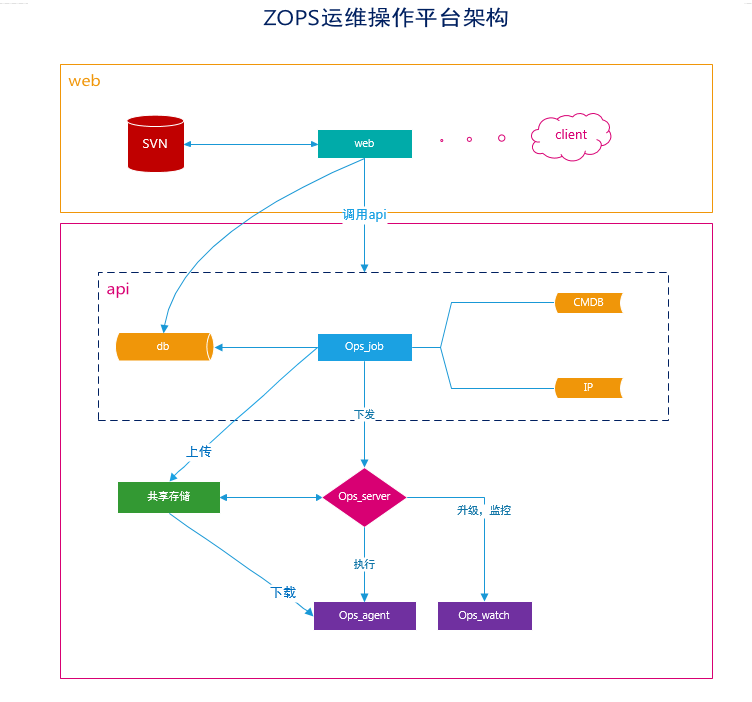 ZOPS运维操作平台架构
web
SVN
web
client
调用api
api
CMDB
db
Ops_job
IP
下发
上传
共享存储
Ops_server
升级，监控
执行
下载
Ops_agent
Ops_watch